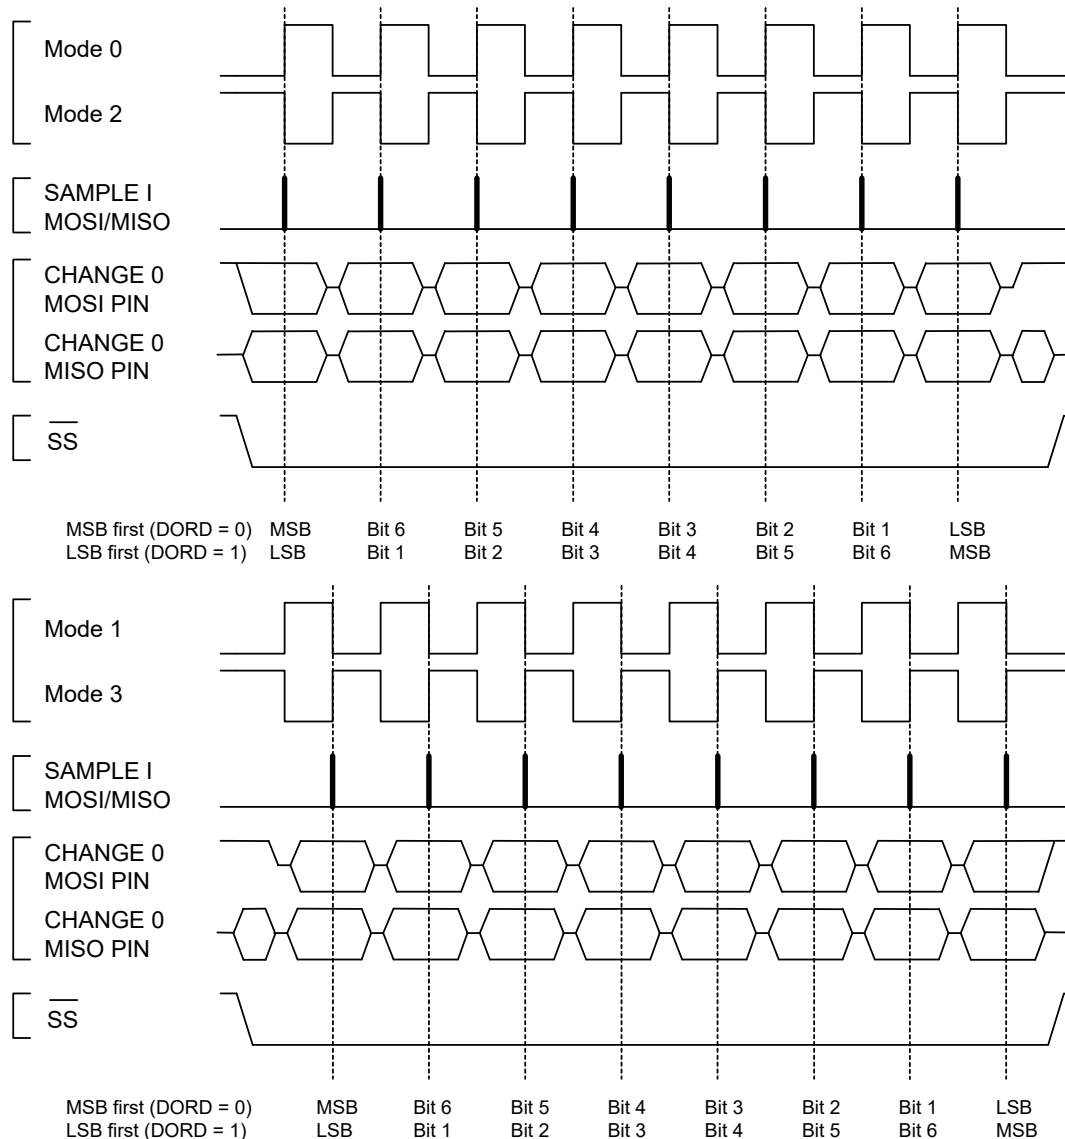 Mode 0
Mode 2
SAMPLE I
MOSI/MISO
CHANGE 0
MOSI PIN
CHANGE 0
MISO PIN
SS
MSB first (DORD = 0) MSB Bit 6 Bit 5 Bit 4 Bit 3 Bit 2 Bit 1 LSB
LSB first (DORD = 1) LSB Bit 1 Bit 2 Bit 3 Bit 4 Bit 5 Bit 6 MSB
Mode 1
Mode 3
SAMPLE I
MOSI/MISO
CHANGE 0
MOSI PIN
CHANGE 0
MISO PIN
SS
MSB first (DORD = 0) MSB Bit 6 Bit 5 Bit 4 Bit 3 Bit 2 Bit 1 LSB
LSB first (DORD = 1) LSB Bit 1 Bit 2 Bit 3 Bit 4 Bit 5 Bit 6 MSB